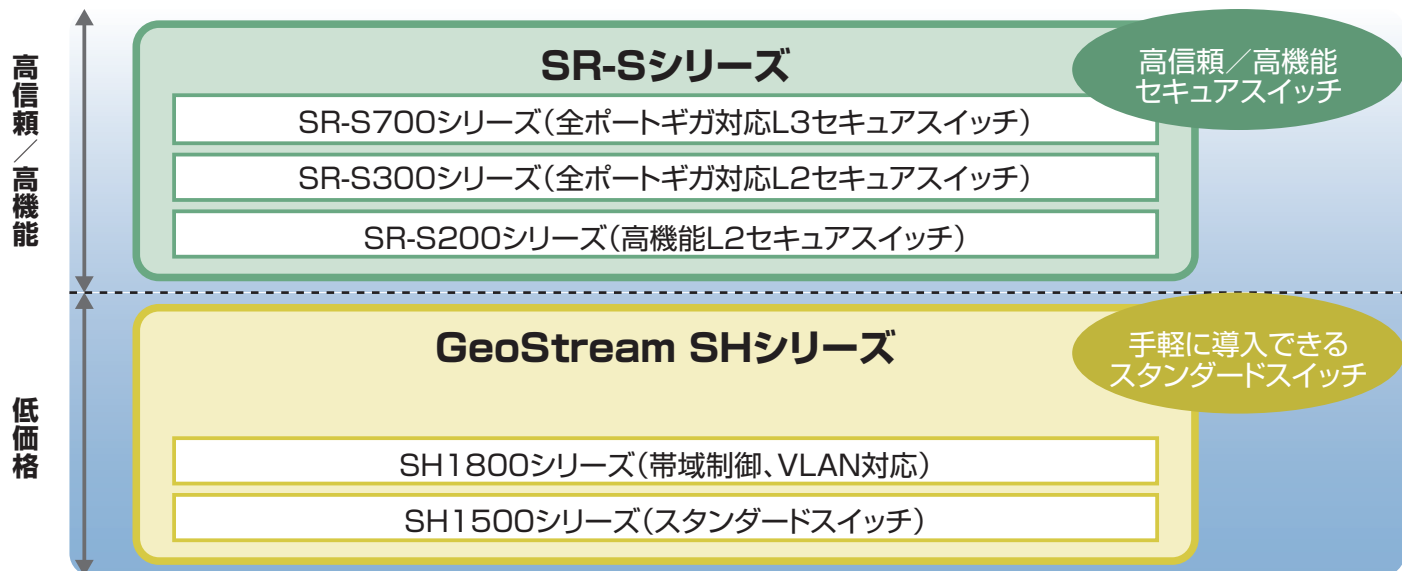 高信頼／高機能
SR-Sシリーズ
高信頼／高機能
セキュアスイッチ
SR-S700シリーズ（全ポートギガ対応L3セキュアスイッチ）
SR-S300シリーズ（全ポートギガ対応L2セキュアスイッチ）
SR-S200シリーズ（高機能L2セキュアスイッチ）
低価格
GeoStream SHシリーズ
手軽に導入できる
スタンダードスイッチ
SH1800シリーズ（帯域制御、VLAN対応）
SH1500シリーズ（スタンダードスイッチ）